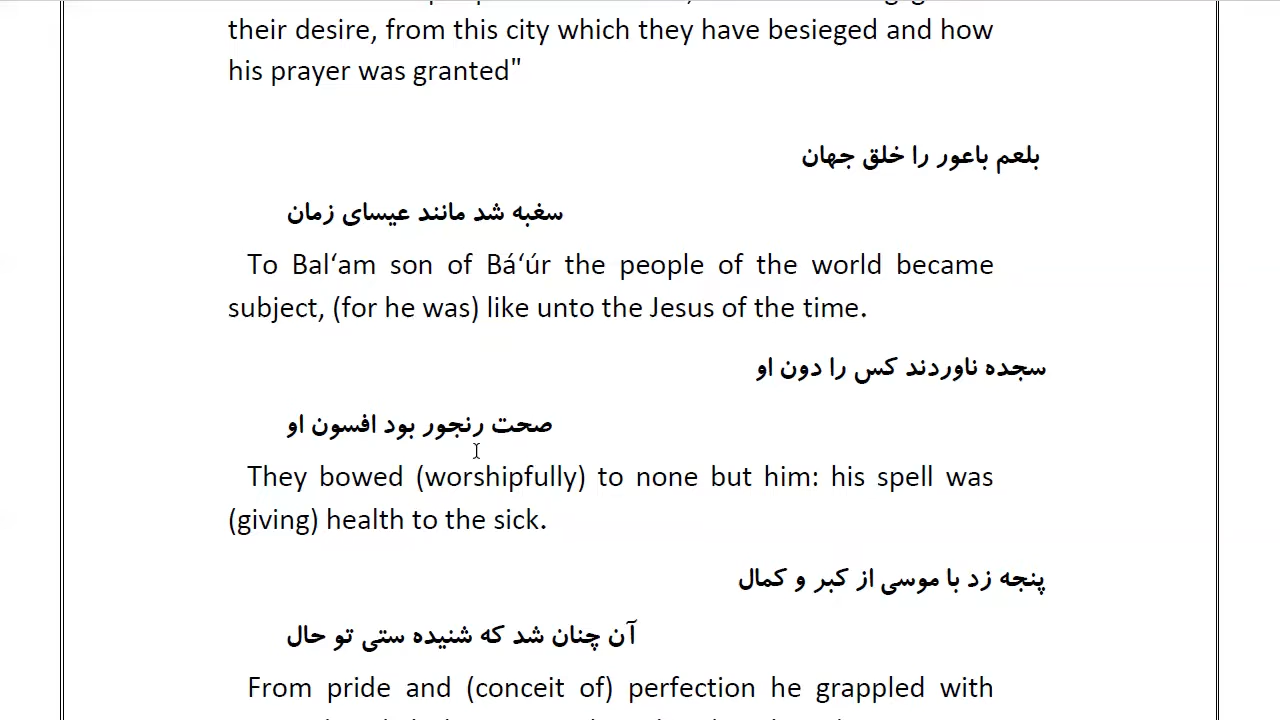 their desire, from this city which they have besieged and how
his prayer was granted"
بلعم باعور را خلق جهان
سغبه شد مانند عیسای زمان
To Bal‘am son of Bá‘úr the people of the world became
subject, (for he was) like unto the Jesus of the time.
سجده ناوردند کس را دون او
صحت رنجور بود افسون او
They bowed (worshipfully) to none but him: his spell was
(giving) health to the sick.
پنجه زد با موسی از کبر و کمال
آن چنان شد که شنیده ستی تو حال
From pride and (conceit of) perfection he grappled with